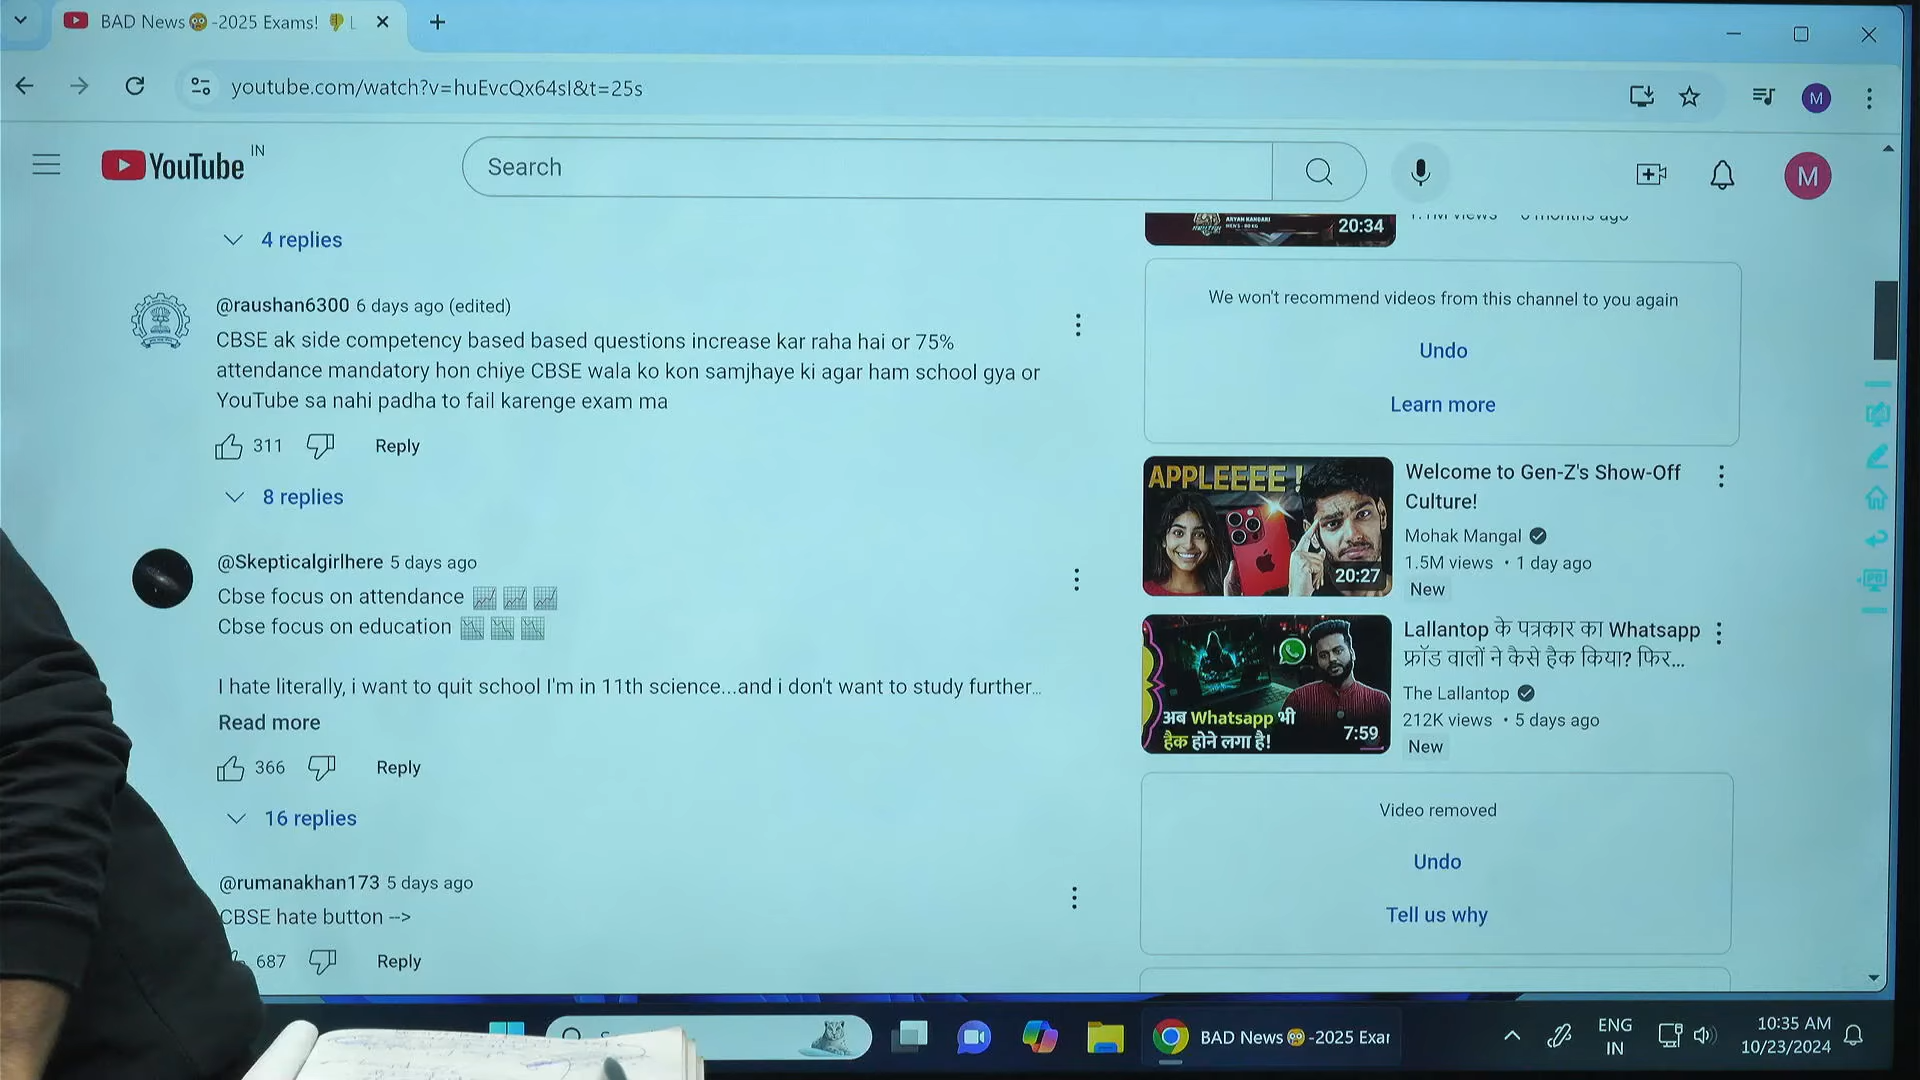 BAD News -2025 Exams! L
youtube.com/watch?v=huEvcQx64sI&t=25s
M
YouTube IN
Search
M
4 replies
20:34
@raushan6300 6 days ago (edited)
CBSE ak side competency based based questions increase kar raha hai or 75%
attendance mandatory hon chiye CBSE wala ko kon samjhaye ki agar ham school gya or
YouTube sa nahi padha to fail karenge exam ma
311 Reply
8 replies
@Skepticalgirlhere 5 days ago
Cbse focus on attendance
Cbse focus on education
I hate literally, i want to quit school I'm in 11th science...and i don't want to study further...
Read more
366 Reply
16 replies
@rumanakhan173 5 days ago
CBSE hate button -->
687 Reply
We won't recommend videos from this channel to you again
Undo
Learn more
APPLEEEE !
20:27
Welcome to Gen-Z's Show-Off
Culture!
Mohak Mangal
1.5M views • 1 day ago
New
अब Whatsapp भी
हैक होने लगा है!
7:59
Lallantop के पत्रकार का Whatsapp
फ्रॉड वालों ने कैसे हैक किया? फिर...
The Lallantop
212K views • 5 days ago
New
Video removed
Undo
Tell us why
BAD News -2025 Exar
ENG
IN
10:35 AM
10/23/2024